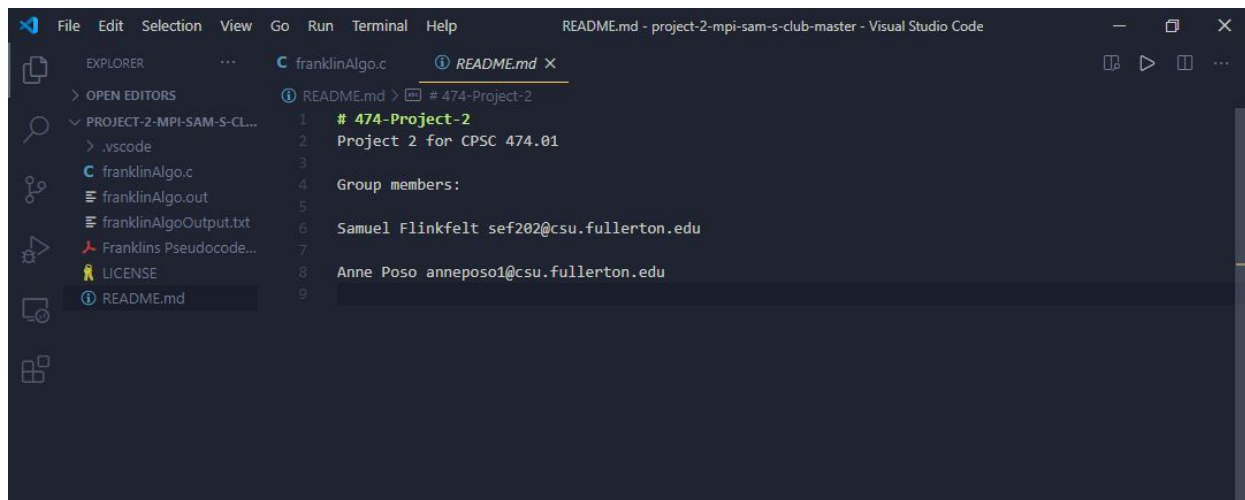 File Edit Selection View Go Run Terminal Help README.md - project-2-mpi-sam-s-club-master - Visual Studio Code
EXPLORER ... C franklinAlgo.c README.md ×
> OPEN EDITORS README.md > # 474-Project-2
PROJECT-2-MPI-SAM-S-CL...
> .vscode
C franklinAlgo.c
franklinAlgo.out
franklinAlgoOutput.txt
Franklins Pseudocode...
LICENSE
README.md
1 # 474-Project-2
2 Project 2 for CPSC 474.01
3
4 Group members:
5
6 Samuel Flinkfelt sef202@csu.fullerton.edu
7
8 Anne Poso anneposo1@csu.fullerton.edu
9